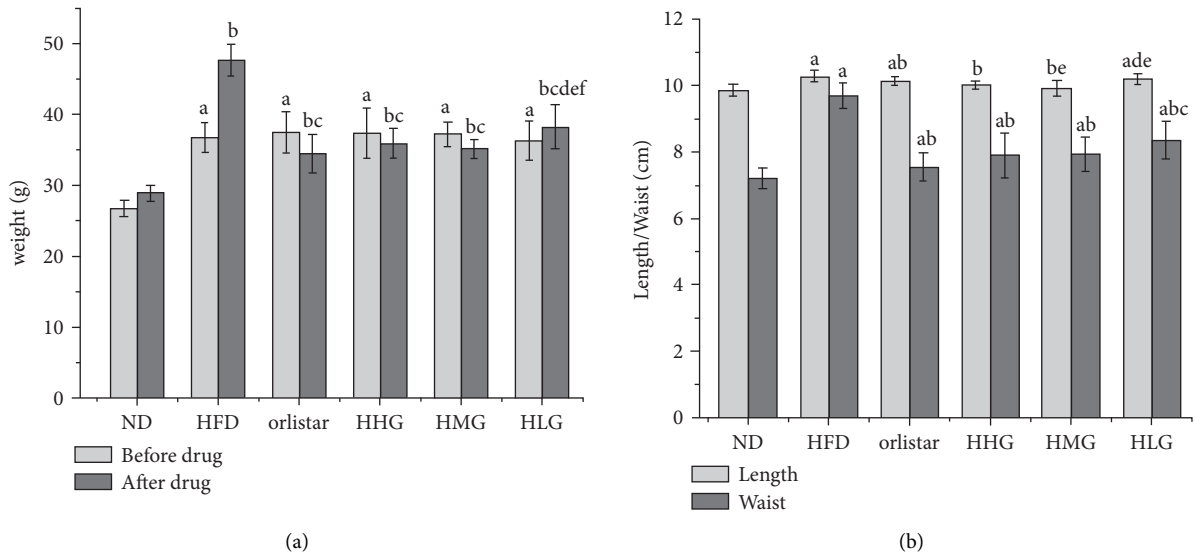 weight (g)
50
40
30
20
10
0
a
b
a
bc
a
bc
a
bc
a
bcdef
ND
HFD
orlistar
HHG
HMG
HLG
Before drug
After drug
(a)
Length/Waist (cm)
12
10
8
6
4
2
0
a
a
ab
ab
b
ab
be
ab
ade
abc
ND
HFD
orlistar
HHG
HMG
HLG
Length
Waist
(b)